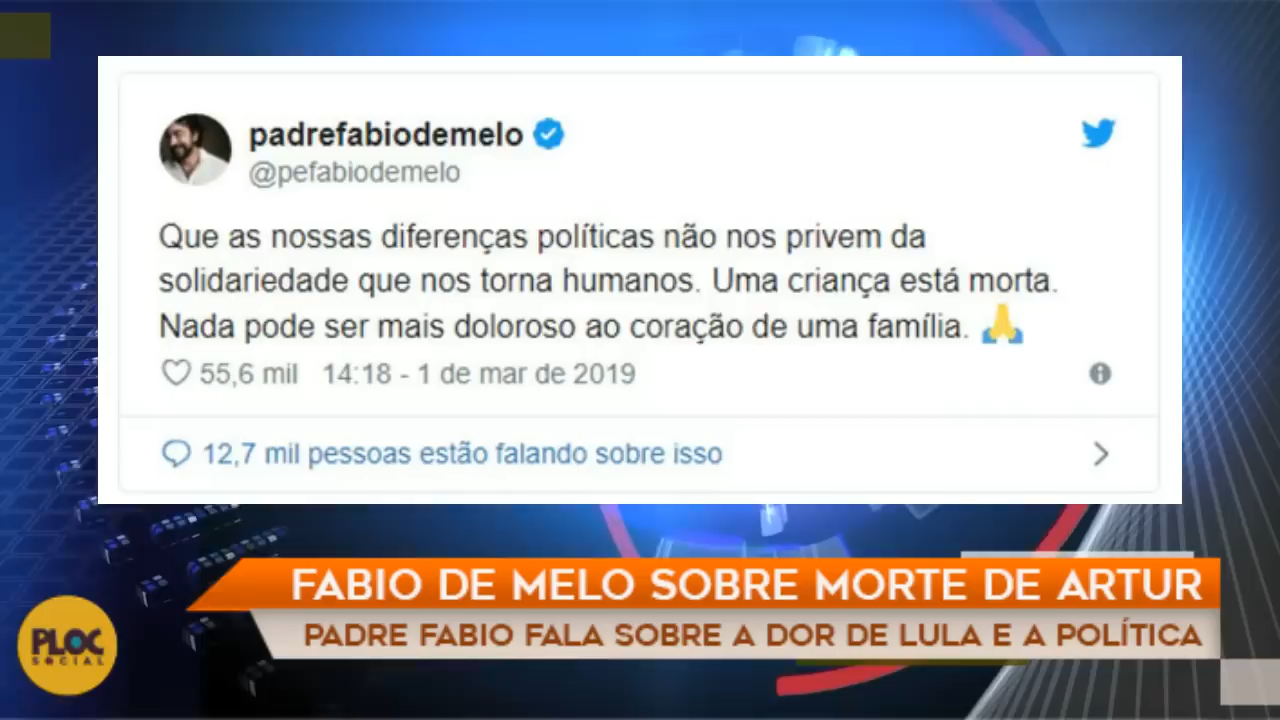 padrefabiodemelo
@pefabiodemelo
Que as nossas diferenças políticas não nos privem da
solidariedade que nos torna humanos. Uma criança está morta.
Nada pode ser mais doloroso ao coração de uma família. 🙏
55,6 mil 14:18 - 1 de mar de 2019
12,7 mil pessoas estão falando sobre isso
FABIO DE MELO SOBRE MORTE DE ARTUR
PADRE FABIO FALA SOBRE A DOR DE LULA E A POLÍTICA
PLOC
SOCIAL